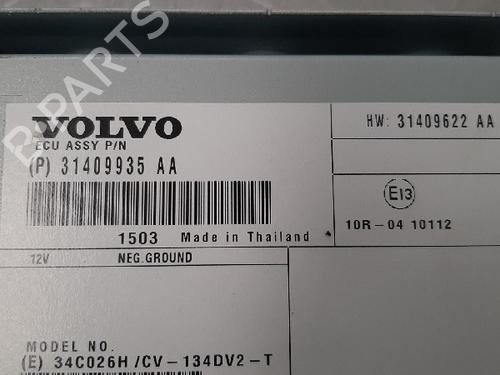 B-PARTS
VOLVO
ECU ASSY P/N
(P) 31409935 AA
HW: 31409622 AA
E13
10R-04 10112
1503 Made in Thailand
12V NEG.GROUND
MODEL NO.
(E) 34C026H/CV-134DV2-T